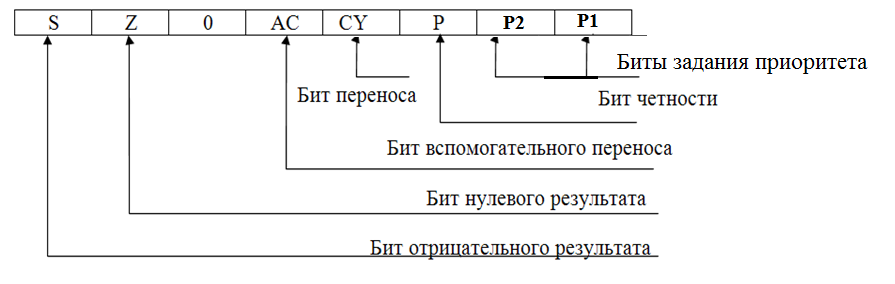 S Z 0 AC CY P P2 P1
Биты задания приоритета
Бит переноса
Бит четности
Бит вспомогательного переноса
Бит нулевого результата
Бит отрицательного результата